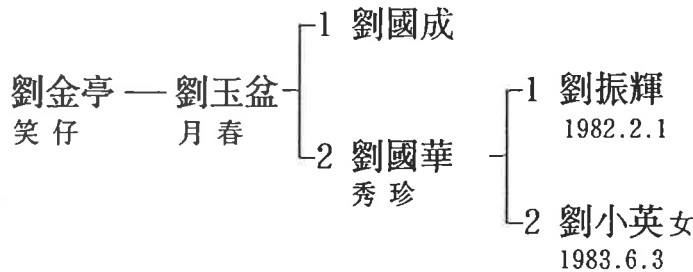 1 劉國成
劉金亭 — 劉玉盆
笑仔 月春
2 劉國華
秀珍
1 劉振輝
1982.2.1
2 劉小英 女
1983.6.3